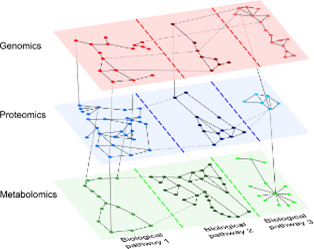 Genomics
Proteomics
Metabolomics
Biological
pathway 1
Biological
pathway 2
Biological
pathway 3